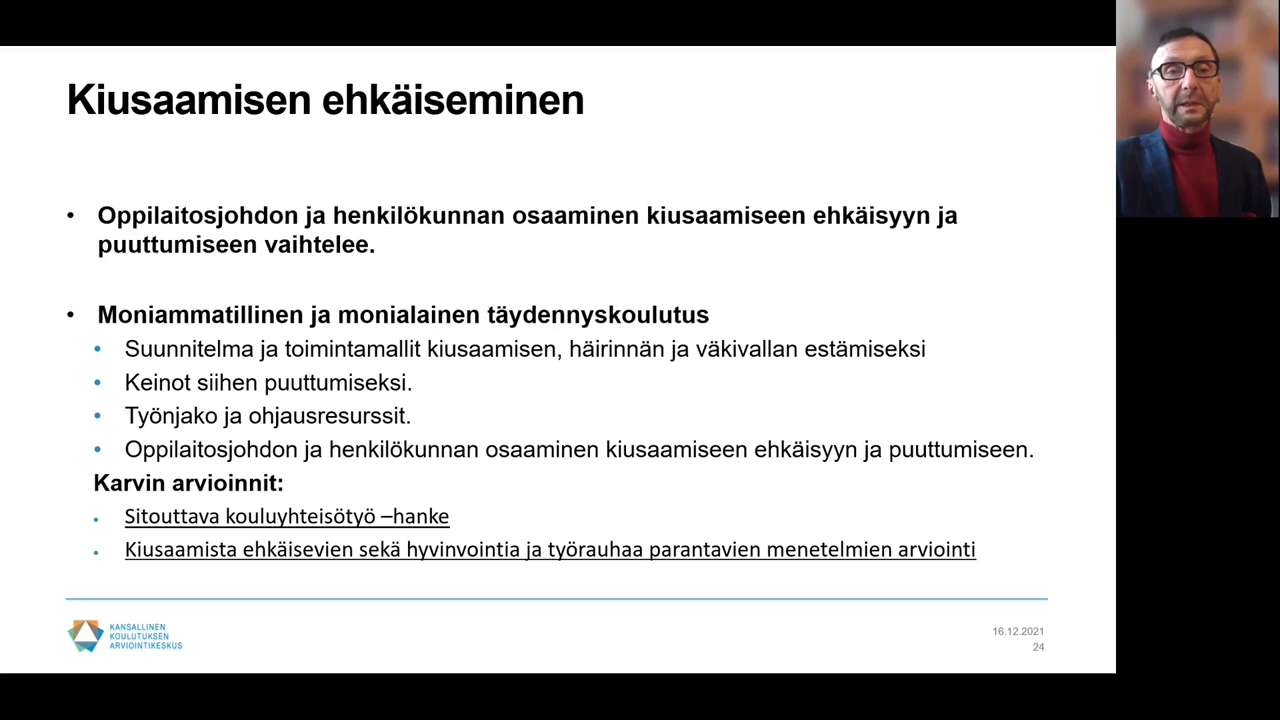 Kiusaamisen ehkäiseminen
• Oppilaitosjohdon ja henkilökunnan osaaminen kiusaamiseen ehkäisyyn ja
puuttumiseen vaihtelee.
• Moniammatillinen ja monialainen täydennyskoulutus
• Suunnitelma ja toimintamallit kiusaamisen, häirinnän ja väkivallan estämiseksi
• Keinot siihen puuttumiseksi.
• Työnjako ja ohjausresurssit.
• Oppilaitosjohdon ja henkilökunnan osaaminen kiusaamiseen ehkäisyyn ja puuttumiseen.
Karvin arvioinnit:
• Sitouttava kouluyhteisötyö –hanke
• Kiusaamista ehkäisevien sekä hyvinvointia ja työrauhaa parantavien menetelmien arviointi
KANSALLINEN
KOULUTUKSEN
ARVIOINTIKESKUS
16.12.2021
24